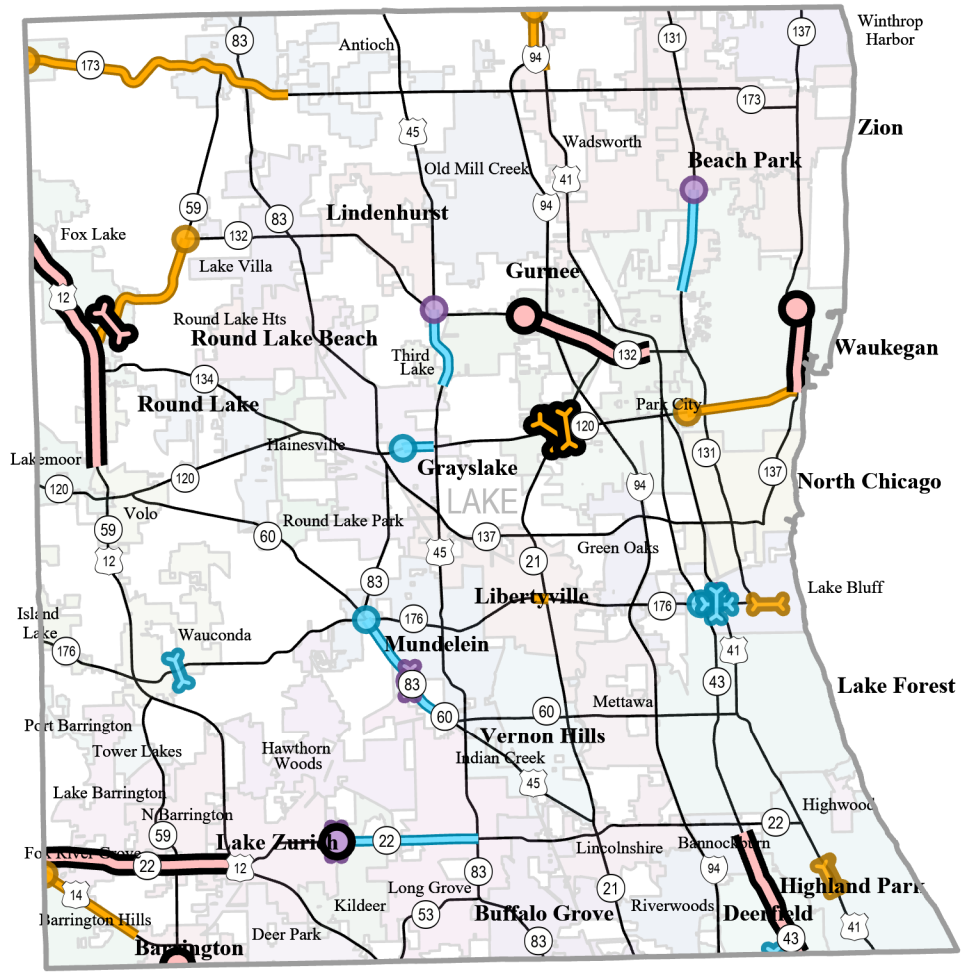 83
131
137
Winthrop
Harbor
Antioch
94
173
173
45
Zion
Wadsworth
Beach Park
Old Mill Creek
41
59
94
83
Lindenhurst
132
Fox Lake
Lake Villa
Gurnee
12
Round Lake Hts
Round Lake Beach
Third
Lake
132
Waukegan
134
Round Lake
Park City
120
Hainesville
131
Lakemoor
Grayslake
137
North Chicago
120
120
94
LAKE
Volo
59
Round Lake Park
60
137
45
Green Oaks
12
21
83
Lake Bluff
Libertyville
176
Island
Lake
176
Wauconda
Mundelein
176
41
83
43
Lake Forest
Mettawa
60
60
Port Barrington
Vernon Hills
Tower Lakes
Hawthorn
Woods
Indian Creek
45
Lake Barrington
Highwood
N Barrington
22
59
Lake Zurich
22
Bannockburn
Lincolnshire
Fox River Grove
22
12
94
83
Highland Park
14
Long Grove
21
Kildeer
Riverwoods
53
Buffalo Grove
Deerfield
Barrington Hills
41
Deer Park
83
43
Barrington